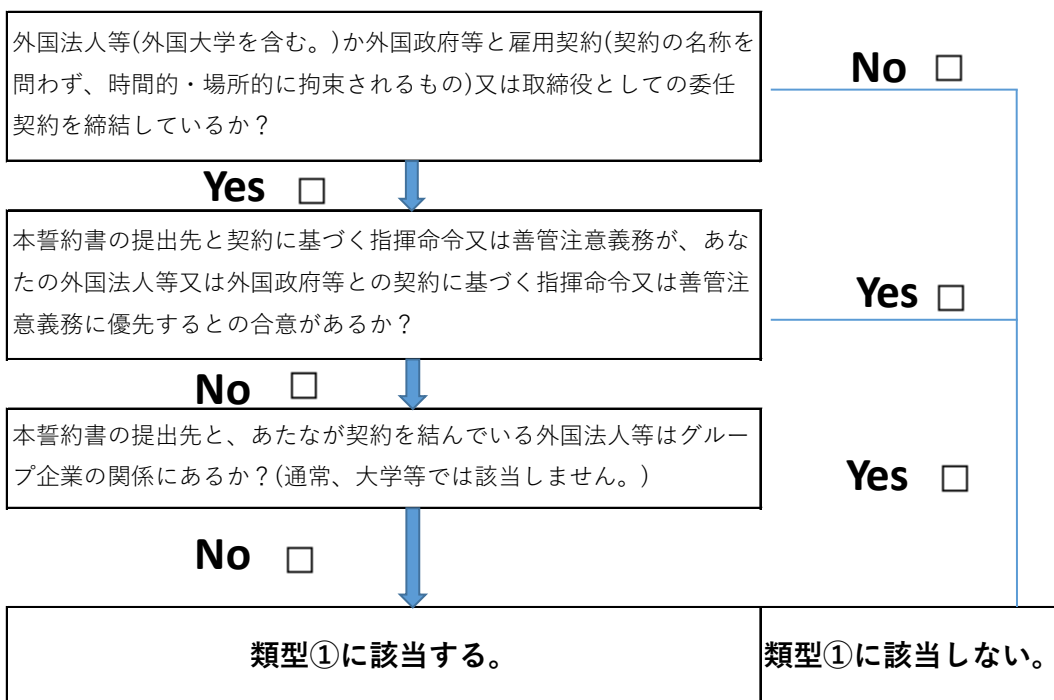 外国法人等(外国大学を含む。)か外国政府等と雇用契約(契約の名称を
問わず、時間的・場所的に拘束されるもの)又は取締役としての委任
契約を締結しているか？
No □
Yes □
本誓約書の提出先と契約に基づく指揮命令又は善管注意義務が、あな
たの外国法人等又は外国政府等との契約に基づく指揮命令又は善管注
意義務に優先するとの合意があるか？
Yes □
No □
本誓約書の提出先と、あたなが契約を結んでいる外国法人等はグルー
プ企業の関係にあるか？(通常、大学等では該当しません。)
Yes □
No □
類型①に該当する。
類型①に該当しない。